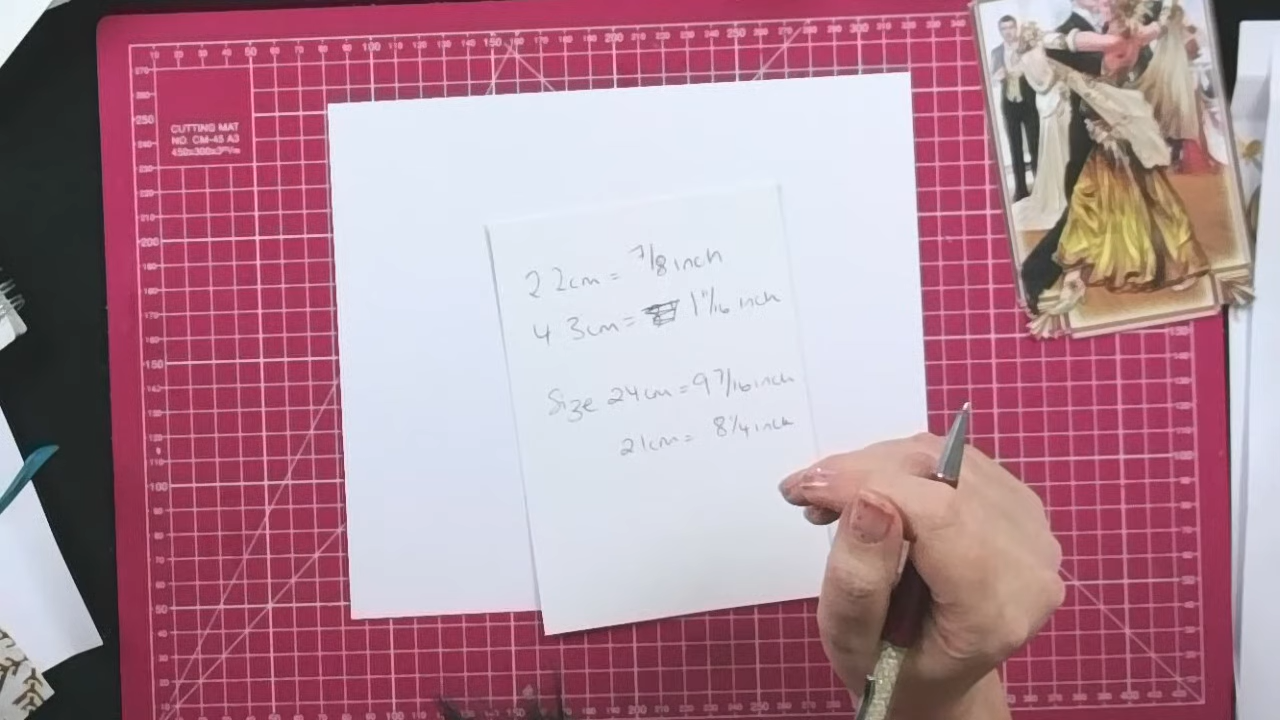 CUTTING MAT
NO. CM-45 A3
450x300x3m/m
2 2cm = 7/8 inch
4 3cm = 1 11/16 inch
Size 24cm = 9 7/16 inch
21cm = 8 1/4 inch